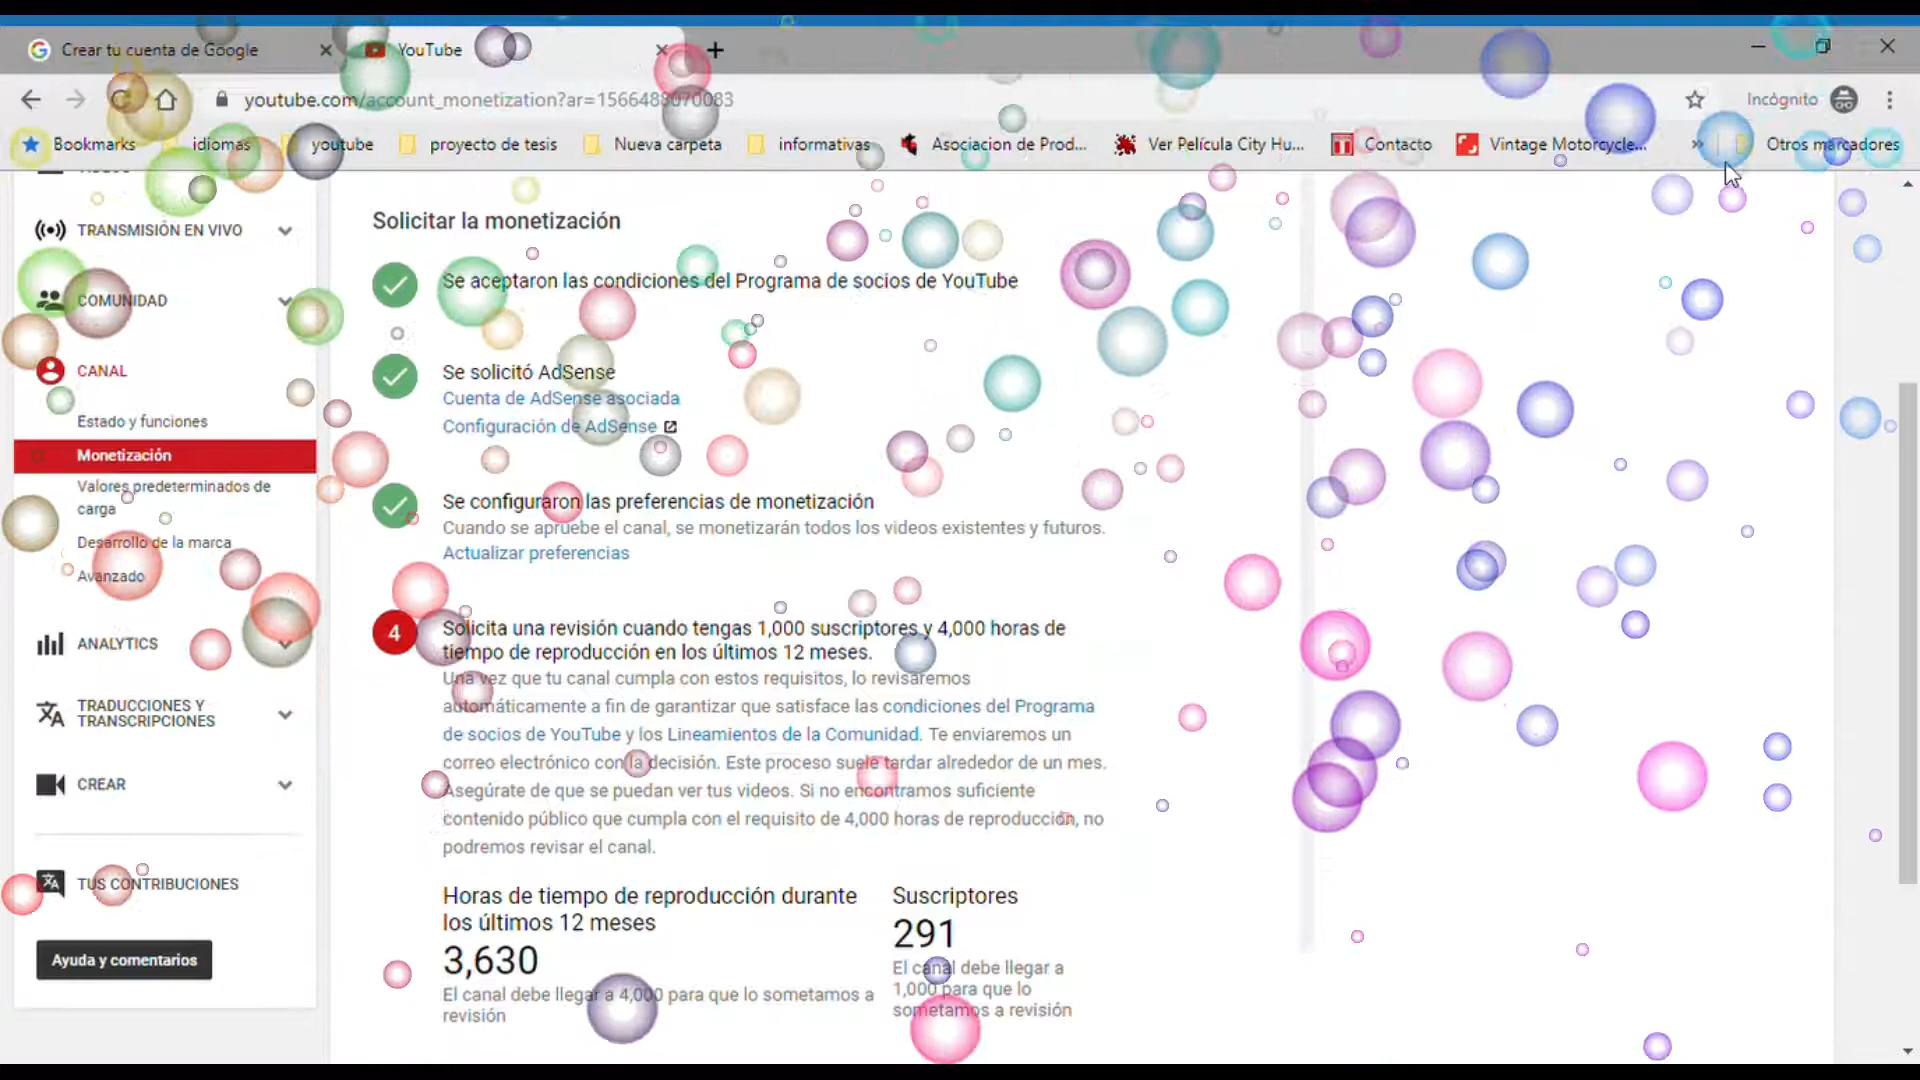 Crear tu cuenta de Google
YouTube
youtube.com/account_monetization?ar=1566488070083
Incógnito
Bookmarks
idiomas
youtube
proyecto de tesis
Nueva carpeta
informativas
Asociacion de Prod...
Ver Película City Hu...
Contacto
Vintage Motorcycle...
»
Otros marcadores
TRANSMISIÓN EN VIVO
COMUNIDAD
CANAL
Estado y funciones
Monetización
Valores predeterminados de
carga
Desarrollo de la marca
Avanzado
ANALYTICS
TRADUCCIONES Y
TRANSCRIPCIONES
CREAR
TUS CONTRIBUCIONES
Ayuda y comentarios
Solicitar la monetización
Se aceptaron las condiciones del Programa de socios de YouTube
Se solicitó AdSense
Cuenta de AdSense asociada
Configuración de AdSense
Se configuraron las preferencias de monetización
Cuando se apruebe el canal, se monetizarán todos los videos existentes y futuros.
Actualizar preferencias
4
Solicita una revisión cuando tengas 1,000 suscriptores y 4,000 horas de
tiempo de reproducción en los últimos 12 meses.
Una vez que tu canal cumpla con estos requisitos, lo revisaremos
automáticamente a fin de garantizar que satisface las condiciones del Programa
de socios de YouTube y los Lineamientos de la Comunidad. Te enviaremos un
correo electrónico con la decisión. Este proceso suele tardar alrededor de un mes.
Asegúrate de que se puedan ver tus videos. Si no encontramos suficiente
contenido público que cumpla con el requisito de 4,000 horas de reproducción, no
podremos revisar el canal.
Horas de tiempo de reproducción durante
los últimos 12 meses
3,630
El canal debe llegar a 4,000 para que lo sometamos a
revisión
Suscriptores
291
El canal debe llegar a
1,000 para que lo
sometamos a revisión